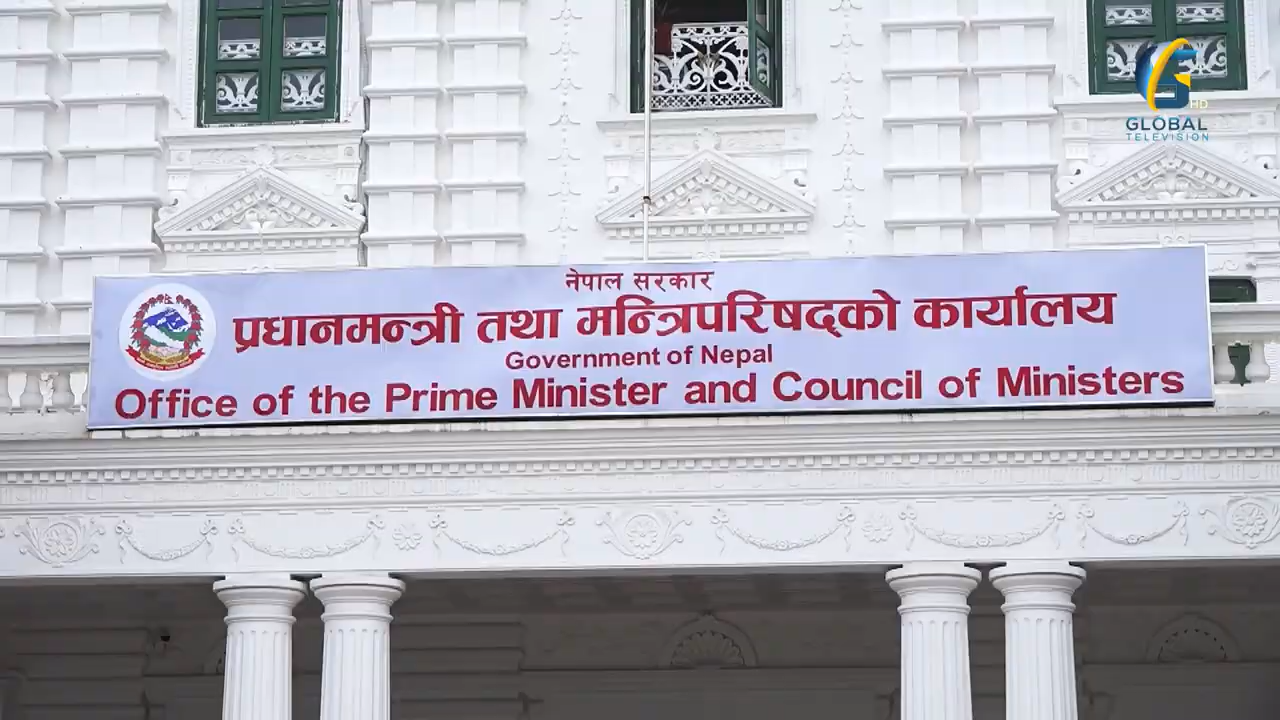 HD
GLOBAL
TELEVISION
नेपाल सरकार
प्रधानमन्त्री तथा मन्त्रिपरिषद्को कार्यालय
Government of Nepal
Office of the Prime Minister and Council of Ministers